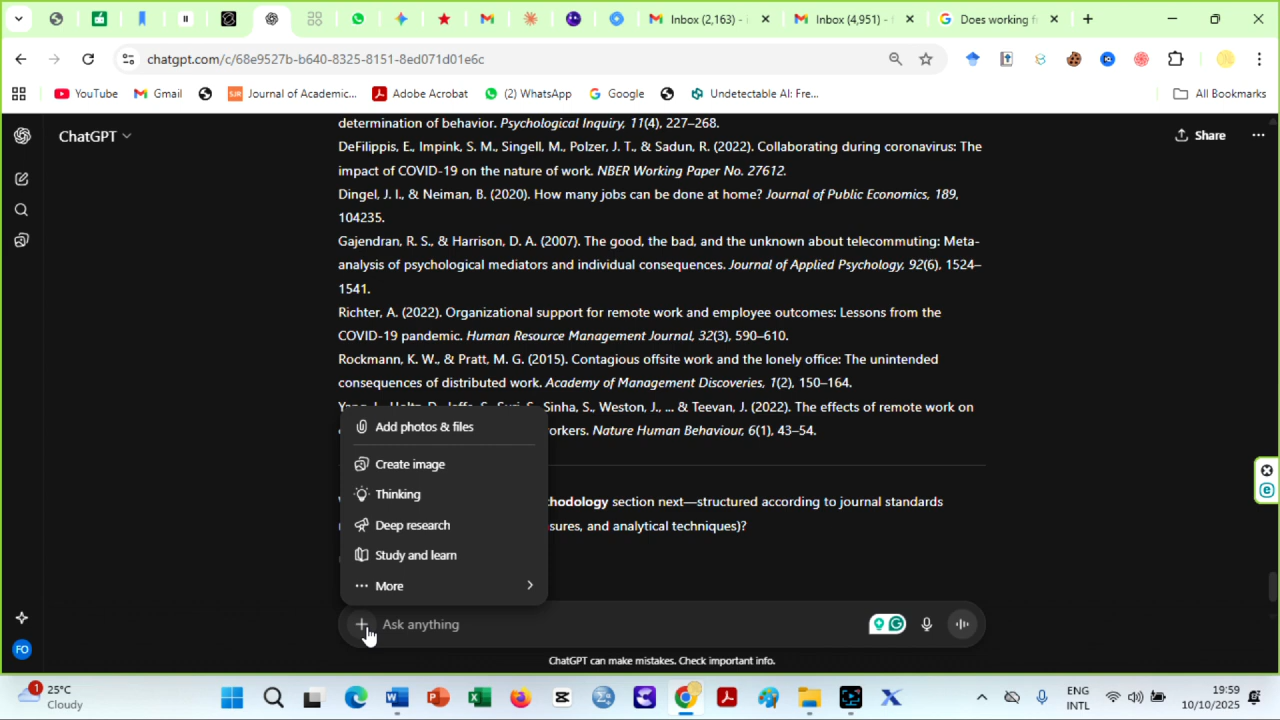 Inbox (2,163) -
Inbox (4,951) -
Does working f
chatgpt.com/c/68e9527b-b640-8325-8151-8ed071d01e6c
YouTube
Gmail
SJR
Journal of Academic...
Adobe Acrobat
(2) WhatsApp
Google
Undetectable AI: Fre...
All Bookmarks
ChatGPT
Share
determination of behavior. Psychological Inquiry, 11(4), 227–268.
DeFilippis, E., Impink, S. M., Singell, M., Polzer, J. T., & Sadun, R. (2022). Collaborating during coronavirus: The
impact of COVID-19 on the nature of work. NBER Working Paper No. 27612.
Dingel, J. I., & Neiman, B. (2020). How many jobs can be done at home? Journal of Public Economics, 189,
104235.
Gajendran, R. S., & Harrison, D. A. (2007). The good, the bad, and the unknown about telecommuting: Meta-
analysis of psychological mediators and individual consequences. Journal of Applied Psychology, 92(6), 1524–
1541.
Richter, A. (2022). Organizational support for remote work and employee outcomes: Lessons from the
COVID-19 pandemic. Human Resource Management Journal, 32(3), 590–610.
Rockmann, K. W., & Pratt, M. G. (2015). Contagious offsite work and the lonely office: The unintended
consequences of distributed work. Academy of Management Discoveries, 1(2), 150–164.
Sinha, S., Weston, J., ... & Teevan, J. (2022). The effects of remote work on
orkers. Nature Human Behaviour, 6(1), 43–54.
Add photos & files
Create image
Thinking
Deep research
Study and learn
More
hodology section next—structured according to journal standards
sures, and analytical techniques)?
Ask anything
FO
ChatGPT can make mistakes. Check important info.
1
25°C
Cloudy
ENG
INTL
19:59
10/10/2025